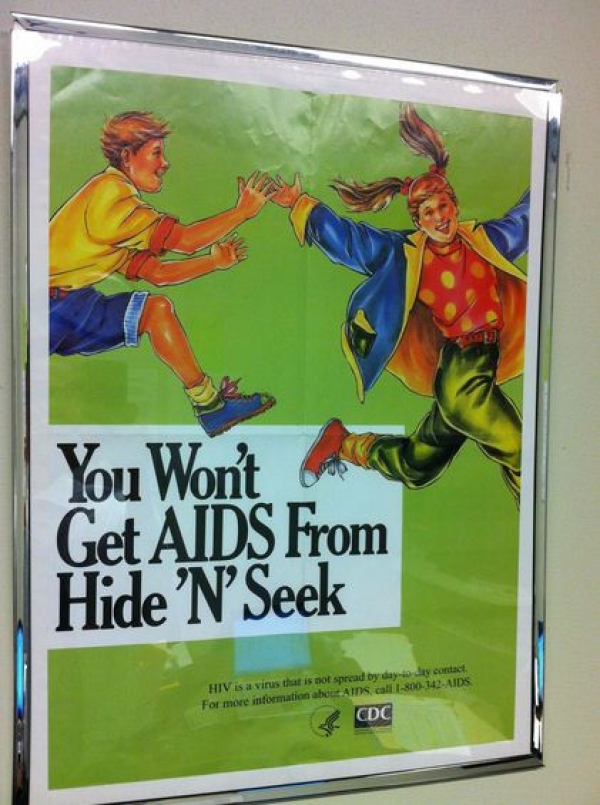 You Won't
Get AIDS From
Hide 'N' Seek
HIV is a virus that is not spread by day-to-day contact.
For more information about AIDS, call 1-800-342-AIDS.
CDC